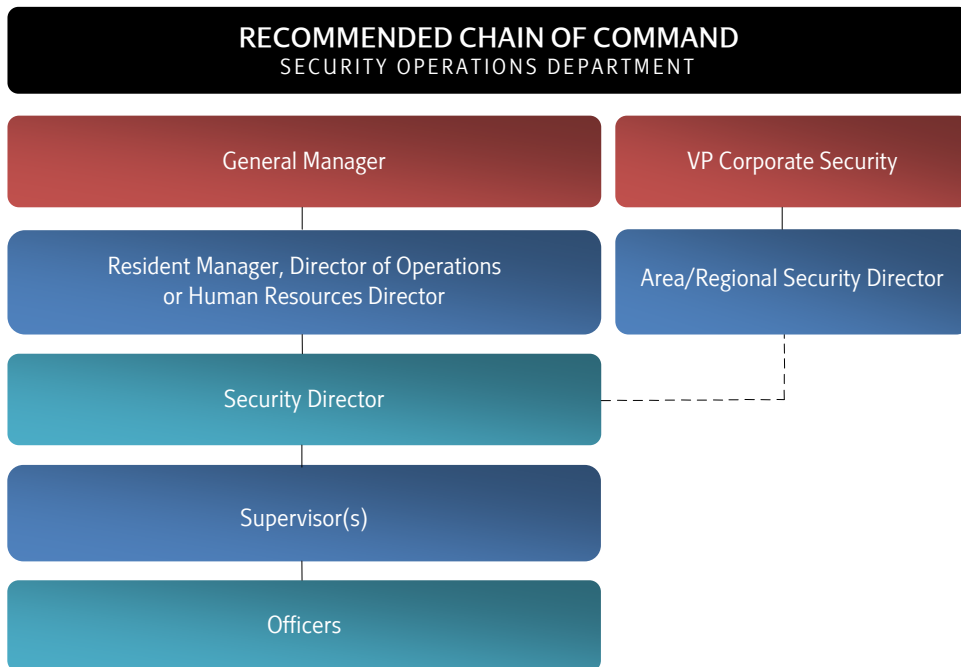 RECOMMENDED CHAIN OF COMMAND
SECURITY OPERATIONS DEPARTMENT
General Manager
VP Corporate Security
Resident Manager, Director of Operations
or Human Resources Director
Area/Regional Security Director
Security Director
Supervisor(s)
Officers